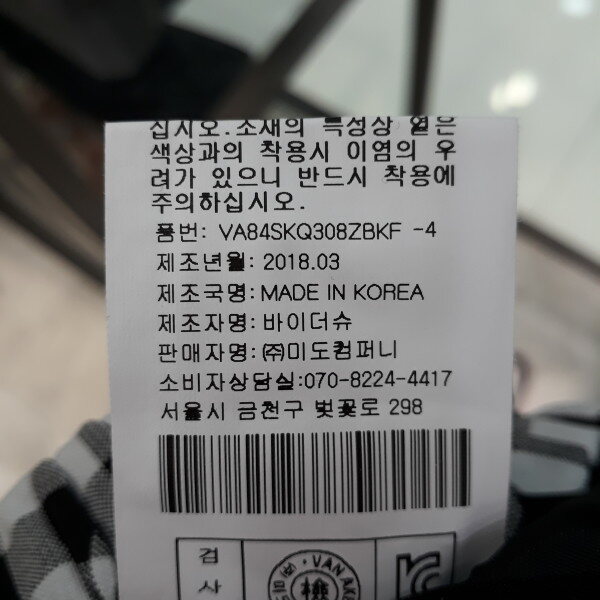 십시오.소재의 특성상 옅은
색상과의 착용시 이염의 우
려가 있으니 반드시 착용에
주의하십시오.
품번: VA84SKQ308ZBKF -4
제조년월: 2018.03
제조국명: MADE IN KOREA
제조자명: 바이더슈
판매자명: ㈜미도컴퍼니
소비자상담실:070-8224-4417
서울시 금천구 벚꽃로 298
검
사
VAN